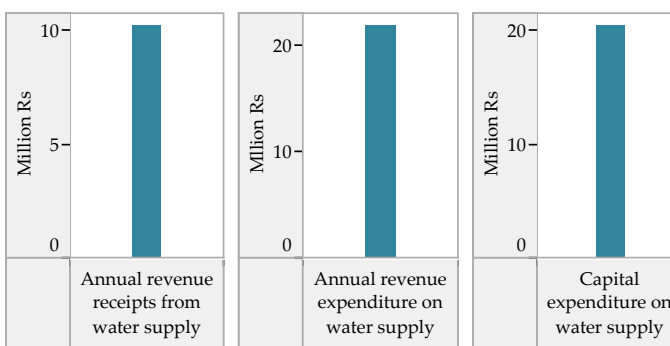 10
5
0
Million Rs
Annual revenue
receipts from
water supply
20
10
0
Mllion Rs
Annual revenue
expenditure on
water supply
20
10
0
Million Rs
Capital
expenditure on
water supply